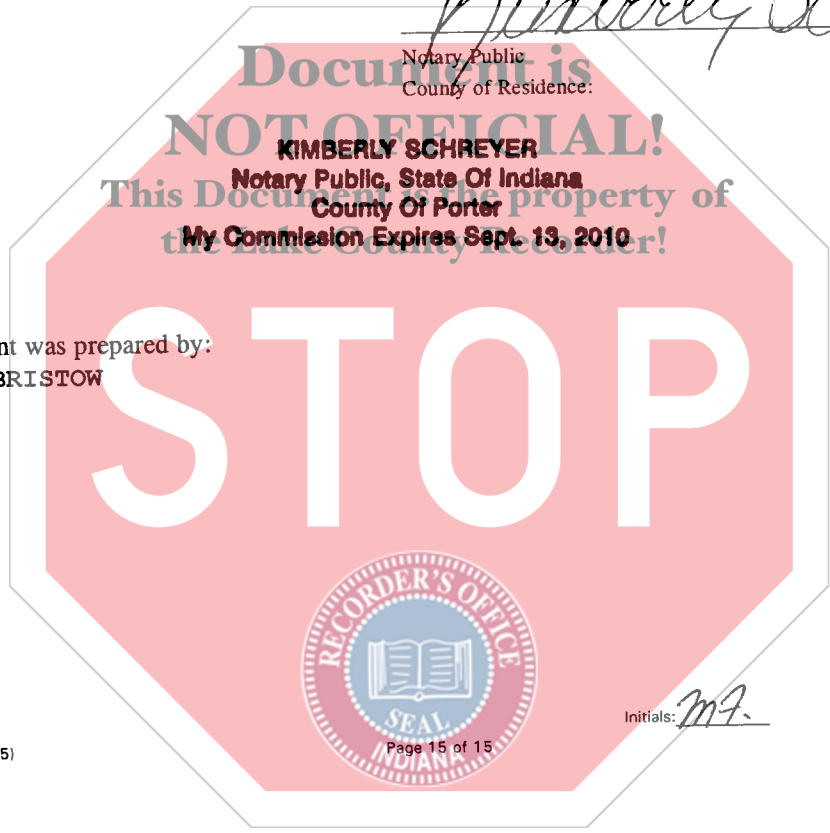 Kimberly
Document is
Notary Public
County of Residence:
NOT OFFICIAL!
KIMBERLY SCHREYER
Notary Public, State Of Indiana
This Document is the property of
County Of Porter
My Commission Expires Sept. 13, 2010
the Lake County Recorder!
nt was prepared by:
BRISTOW
STOP
RECORDER'S OFFICE
SEAL
INDIANA
Initials: M.F.
Page 15 of 15
5)